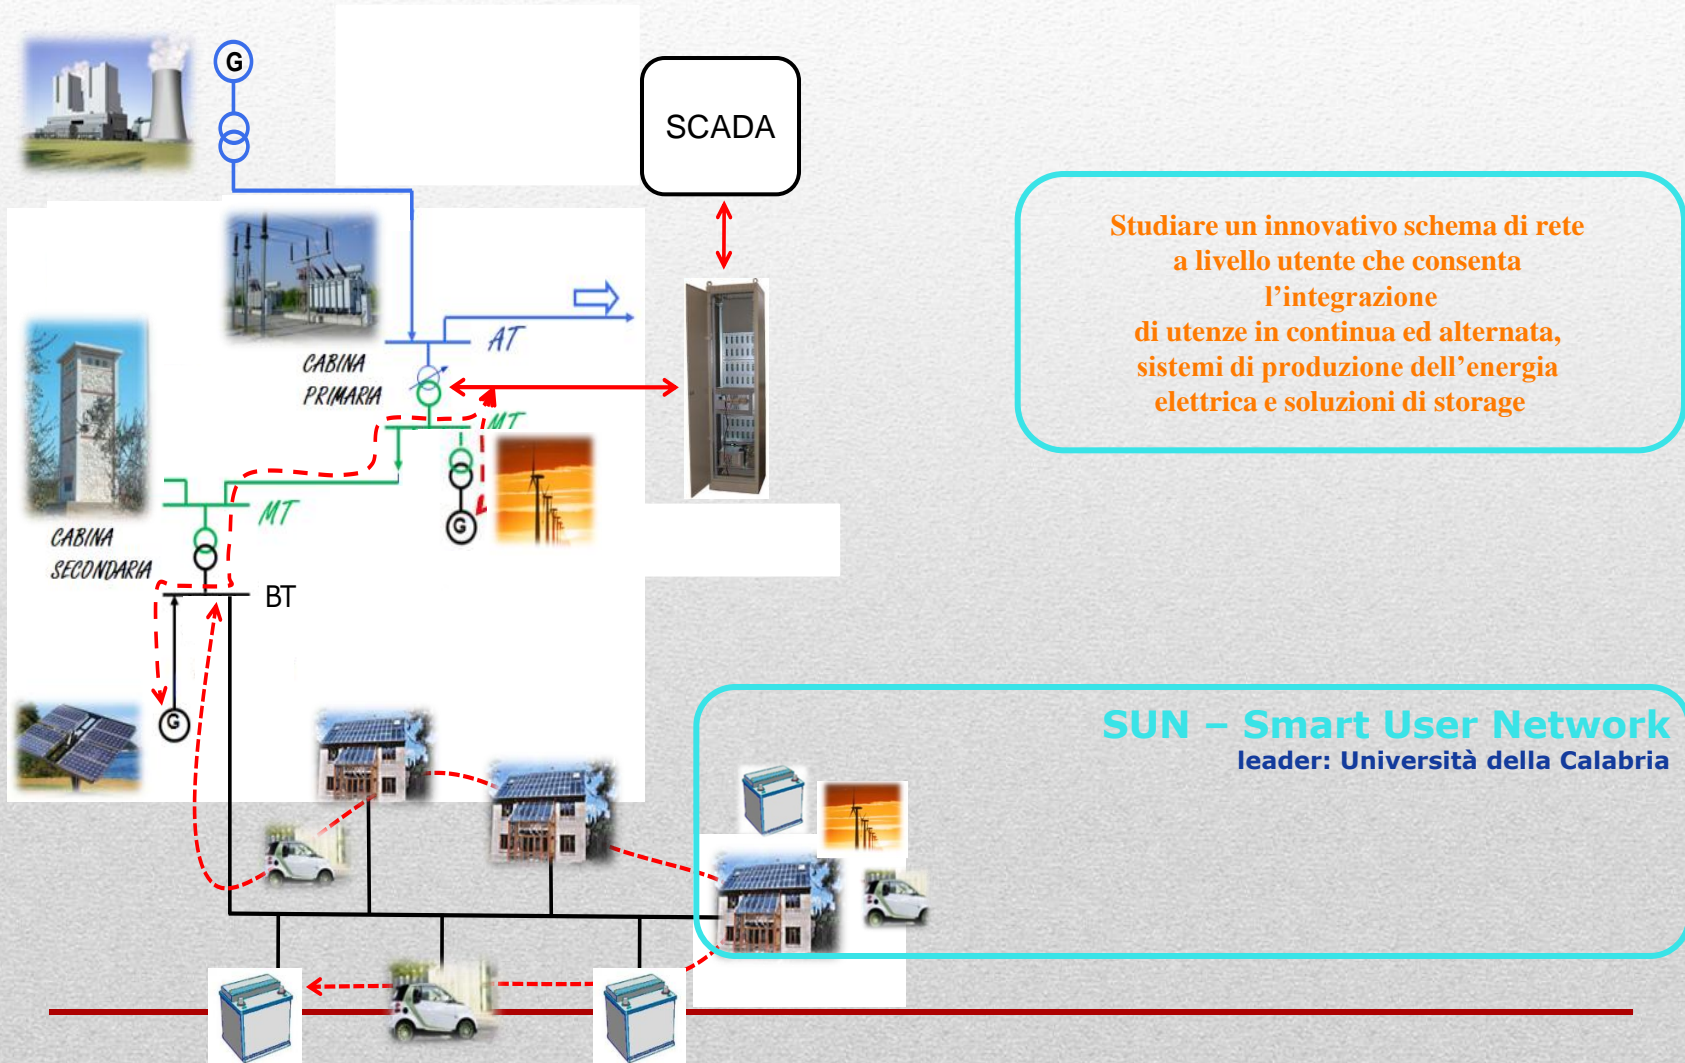 G
SCADA
Studiare un innovativo schema di rete
a livello utente che consenta
l’integrazione
di utenze in continua ed alternata,
sistemi di produzione dell’energia
elettrica e soluzioni di storage
AT
CABINA
PRIMARIA
MT
MT
G
CABINA
SECONDARIA
BT
G
SUN – Smart User Network
leader: Università della Calabria